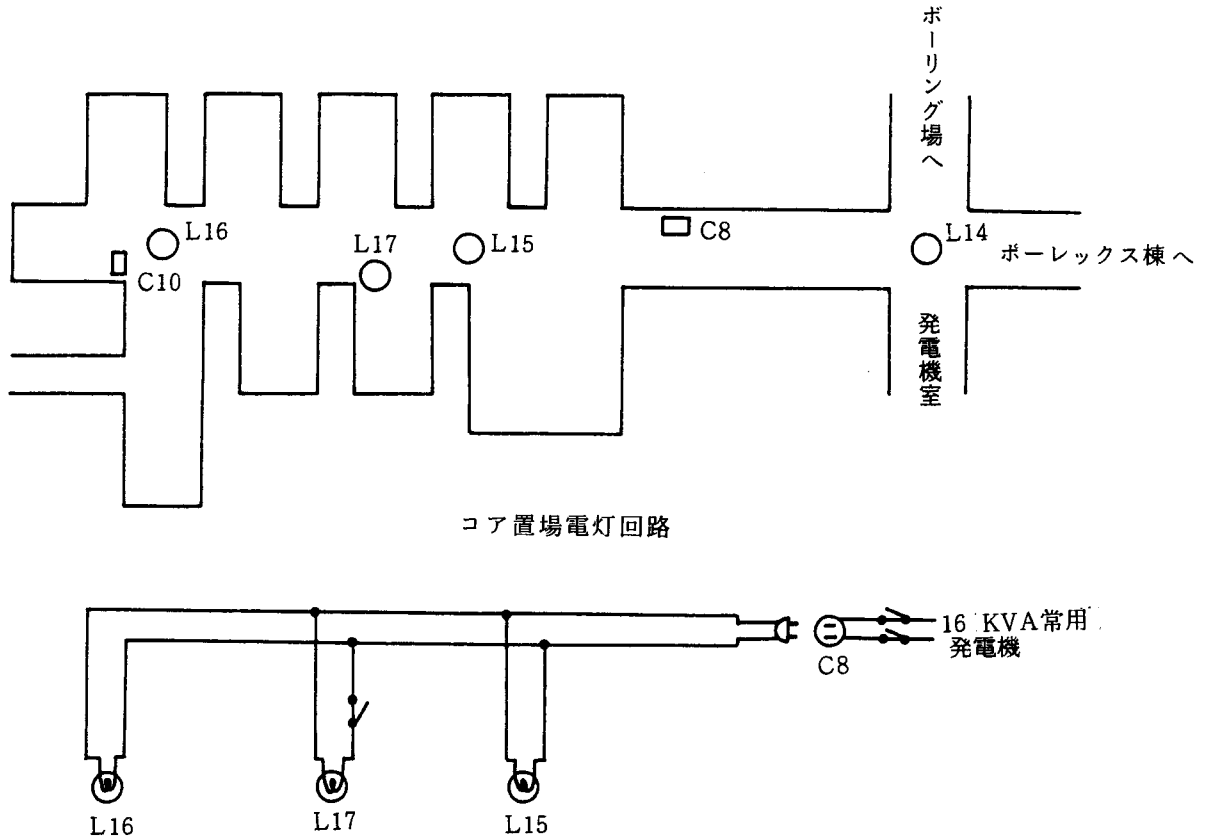 ボーリング場へ
L16
L17
L15
C8
L14
C10
ボーレックス棟へ
発電機室
コア置場電灯回路
16 KVA常用
発電機
C8
L16
L17
L15